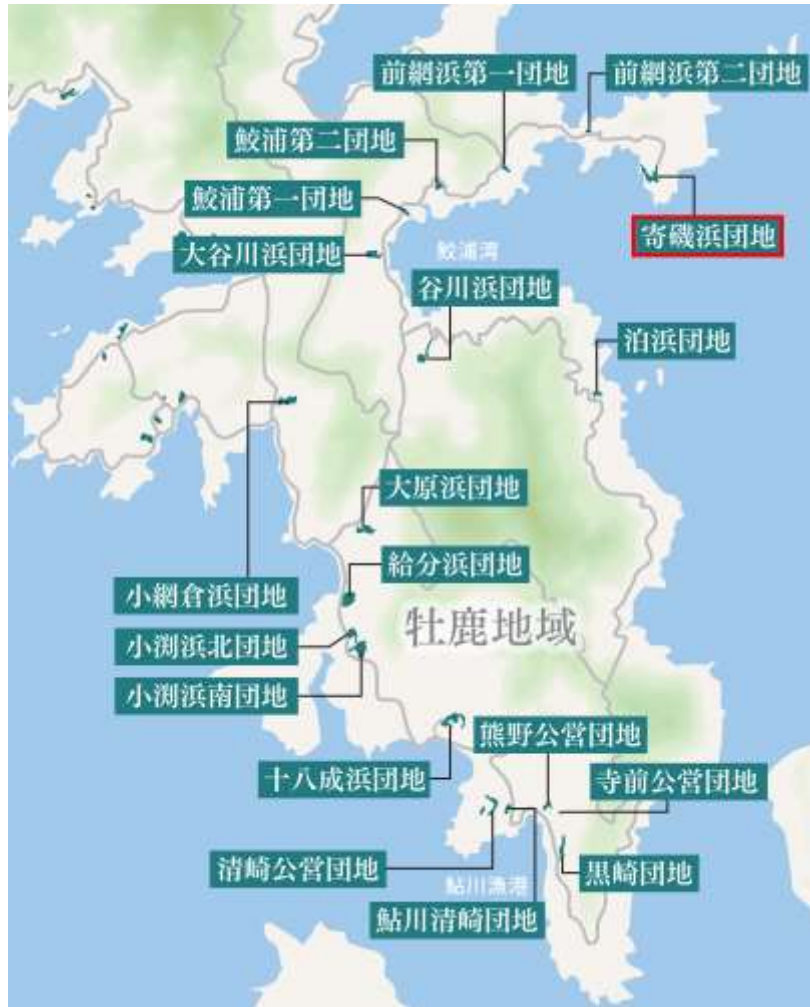 前網浜第一団地
前網浜第二団地
鮫浦第二団地
鮫浦第一団地
寄磯浜団地
大谷川浜団地
鮫浦湾
谷川浜団地
泊浜団地
大原浜団地
給分浜団地
小網倉浜団地
牡鹿地域
小渕浜北団地
小渕浜南団地
熊野公営団地
十八成浜団地
寺前公営団地
清崎公営団地
黒崎団地
鮎川漁港
鮎川清崎団地